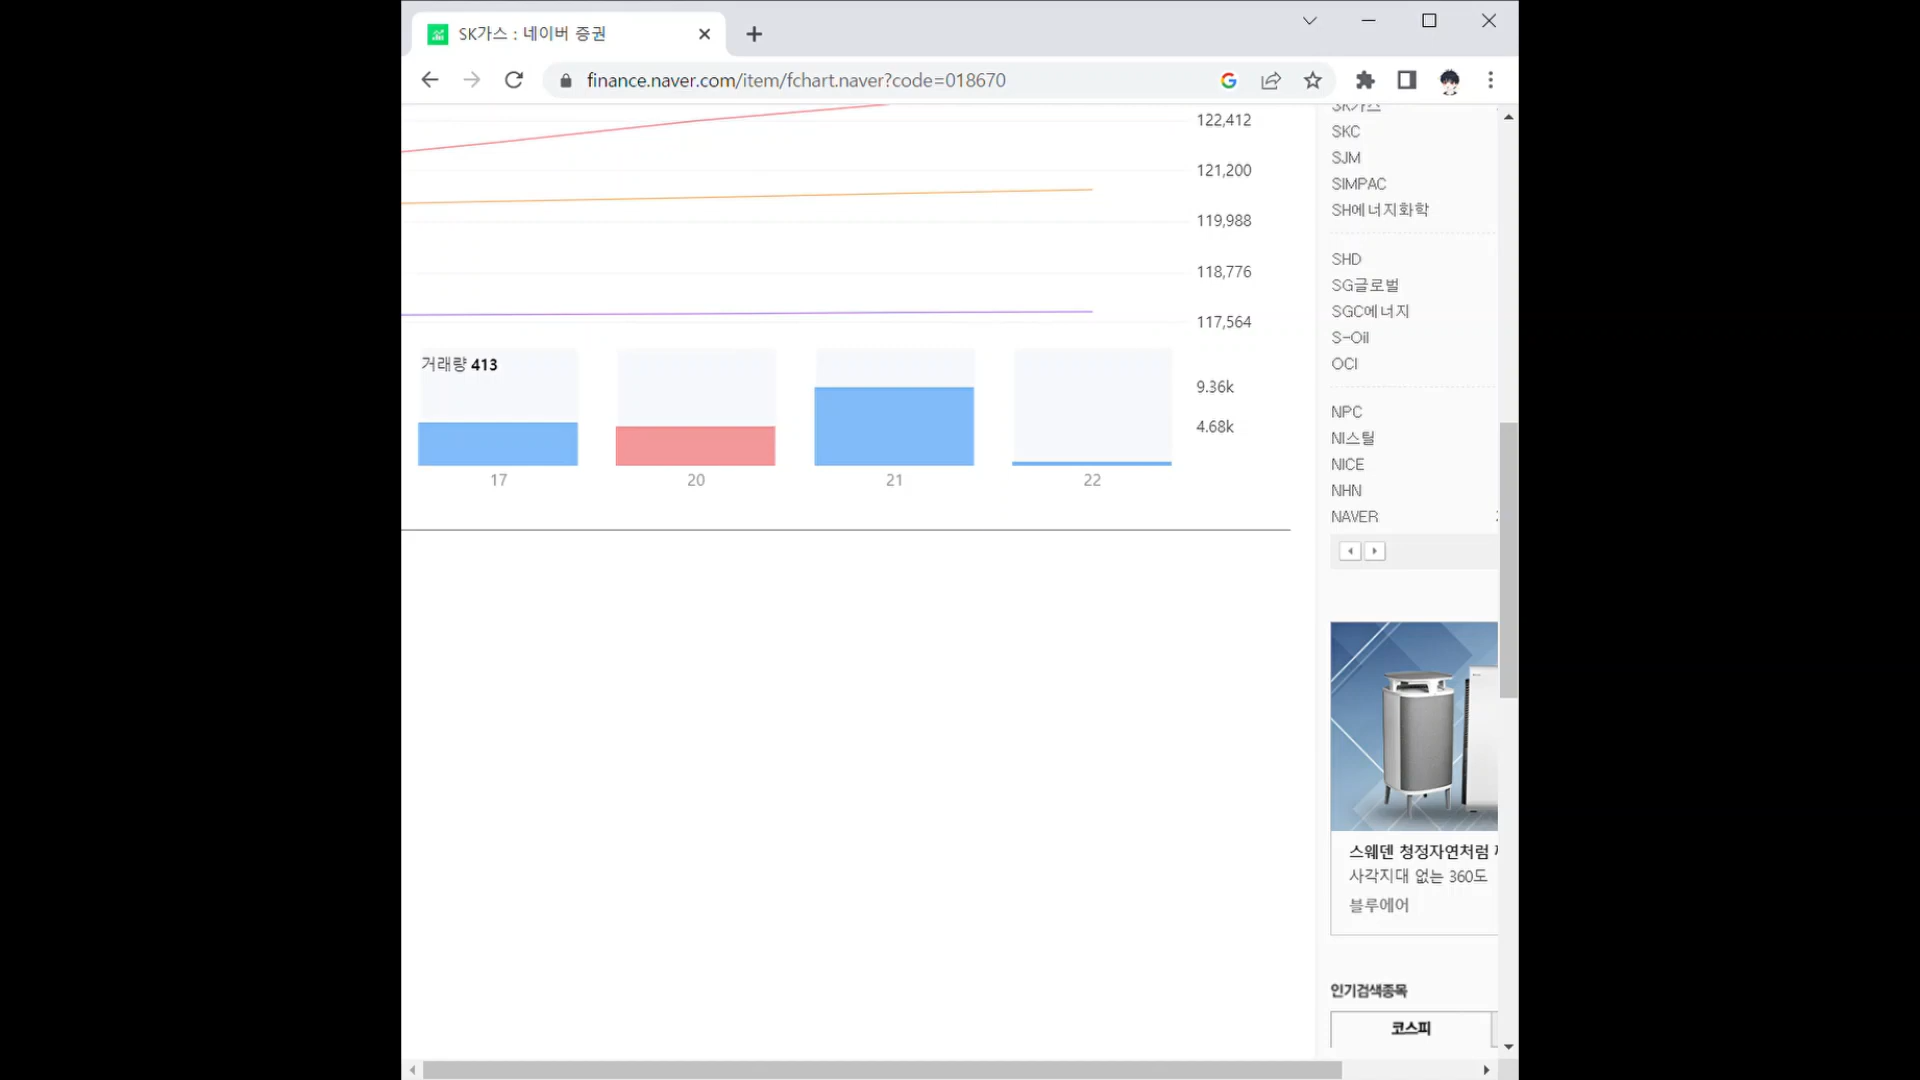 SK가스 : 네이버 증권
finance.naver.com/item/fchart.naver?code=018670
122,412
121,200
119,988
118,776
117,564
거래량 413
9.36k
4.68k
17
20
21
22
SK가스
SKC
SJM
SIMPAC
SH에너지화학
SHD
SG글로벌
SGC에너지
S-Oil
OCI
NPC
NI스틸
NICE
NHN
NAVER
스웨덴 청정자연처럼
사각지대 없는 360도
블루에어
인기검색종목
코스피